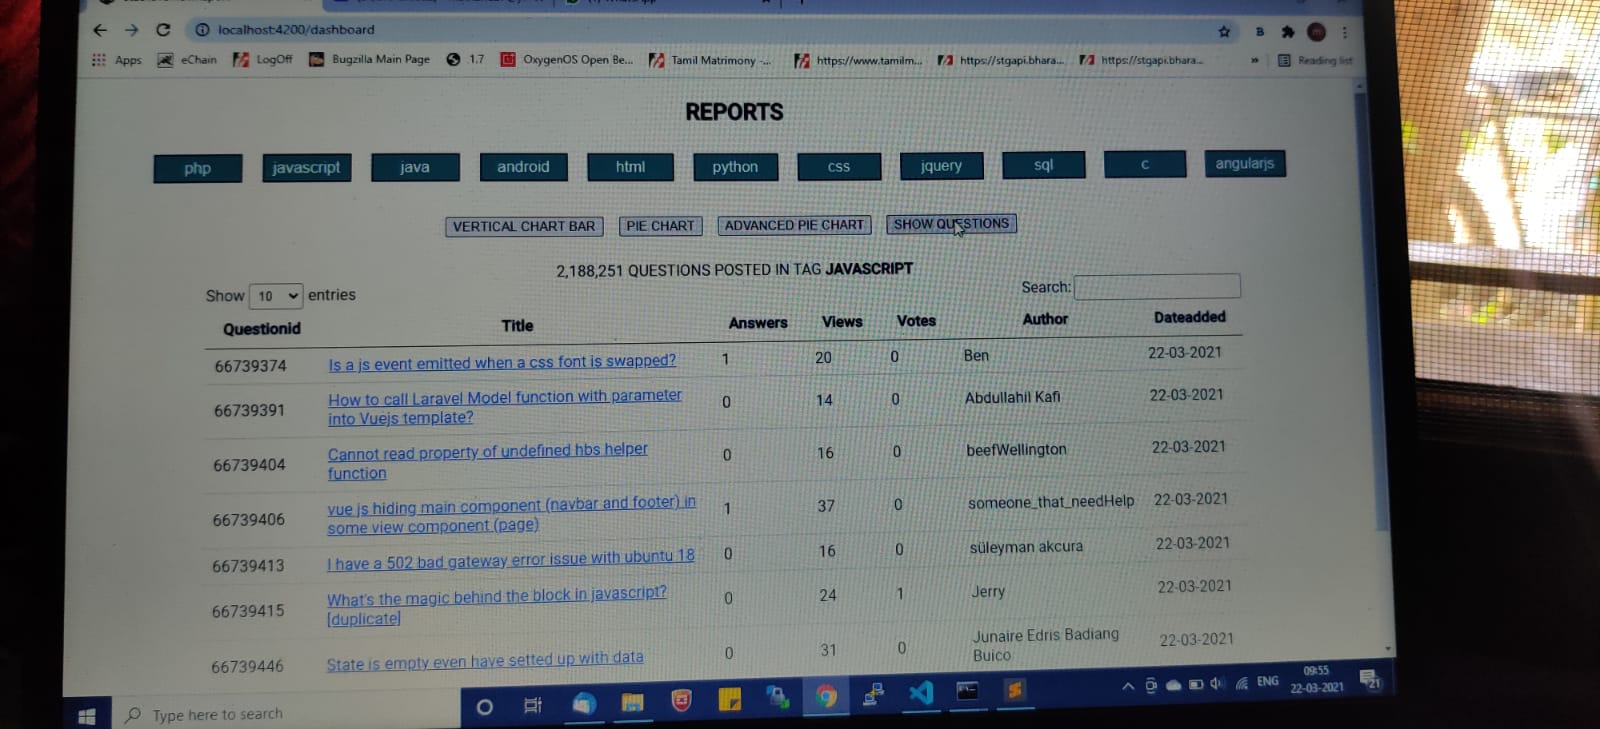 localhost:4200/dashboard
B
Apps eChain LogOff Bugzilla Main Page 1.7 OxygenOS Open Be... Tamil Matrimony -... https://www.tamilm... https://stgapi.bhara... https://stgapi.bhara... » Reading list
REPORTS
php javascript java android html python css jquery sql c angularjs
VERTICAL CHART BAR PIE CHART ADVANCED PIE CHART SHOW QUESTIONS
2,188,251 QUESTIONS POSTED IN TAG JAVASCRIPT
Show 10 entries Search:
Questionid Title Answers Views Votes Author Dateadded
66739374 Is a js event emitted when a css font is swapped? 1 20 0 Ben 22-03-2021
66739391 How to call Laravel Model function with parameter 0 14 0 Abdullahil Kafi 22-03-2021
into Vuejs template?
66739404 Cannot read property of undefined hbs helper 0 16 0 beefWellington 22-03-2021
function
66739406 vue js hiding main component (navbar and footer) in 1 37 0 someone_that_needHelp 22-03-2021
some view component (page)
66739413 I have a 502 bad gateway error issue with ubuntu 18 0 16 0 süleyman akcura 22-03-2021
66739415 What's the magic behind the block in javascript? 0 24 1 Jerry 22-03-2021
[duplicate]
66739446 State is empty even have setted up with data 0 31 0 Junaire Edris Badiang 22-03-2021
Buico
Type here to search ENG 09:55
22-03-2021 21